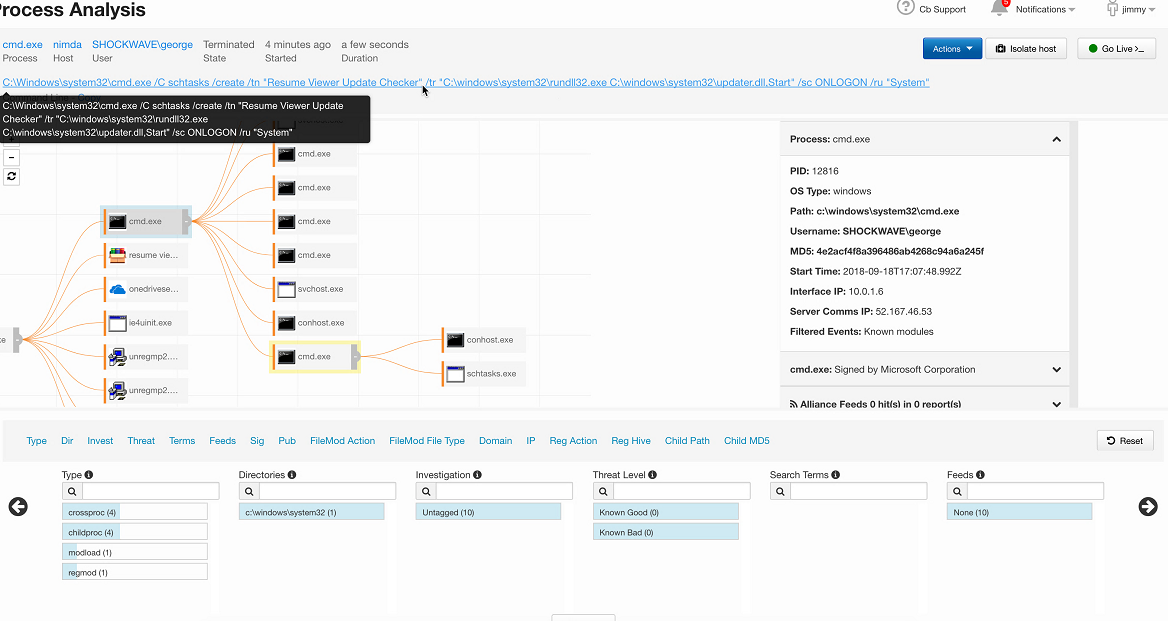 Process Analysis
Cb Support
5
Notifications
jimmy
cmd.exe nimda SHOCKWAVE\george Terminated 4 minutes ago a few seconds
Process Host User State Started Duration
Actions
Isolate host
Go Live >_
C:\Windows\system32\cmd.exe /C schtasks /create /tn "Resume Viewer Update Checker" /tr "C:\windows\system32\rundll32.exe C:\windows\system32\updater.dll,Start" /sc ONLOGON /ru "System"
C:\Windows\system32\cmd.exe /C schtasks /create /tn "Resume Viewer Update
Checker" /tr "C:\windows\system32\rundll32.exe
C:\windows\system32\updater.dll,Start" /sc ONLOGON /ru "System"
cmd.exe
cmd.exe
cmd.exe
cmd.exe
svchost.exe
conhost.exe
cmd.exe
cmd.exe
resume vie...
onedrivese...
ie4uinit.exe
unregmp2....
unregmp2....
conhost.exe
schtasks.exe
Process: cmd.exe
PID: 12816
OS Type: windows
Path: c:\windows\system32\cmd.exe
Username: SHOCKWAVE\george
MD5: 4e2acf4f8a396486ab4268c94a6a245f
Start Time: 2018-09-18T17:07:48.992Z
Interface IP: 10.0.1.6
Server Comms IP: 52.167.46.53
Filtered Events: Known modules
cmd.exe: Signed by Microsoft Corporation
Alliance Feeds 0 hit(s) in 0 report(s)
Type Dir Invest Threat Terms Feeds Sig Pub FileMod Action FileMod File Type Domain IP Reg Action Reg Hive Child Path Child MD5
Reset
Type
crossproc (4)
childproc (4)
modload (1)
regmod (1)
Directories
c:\windows\system32 (1)
Investigation
Untagged (10)
Threat Level
Known Good (0)
Known Bad (0)
Search Terms
Feeds
None (10)